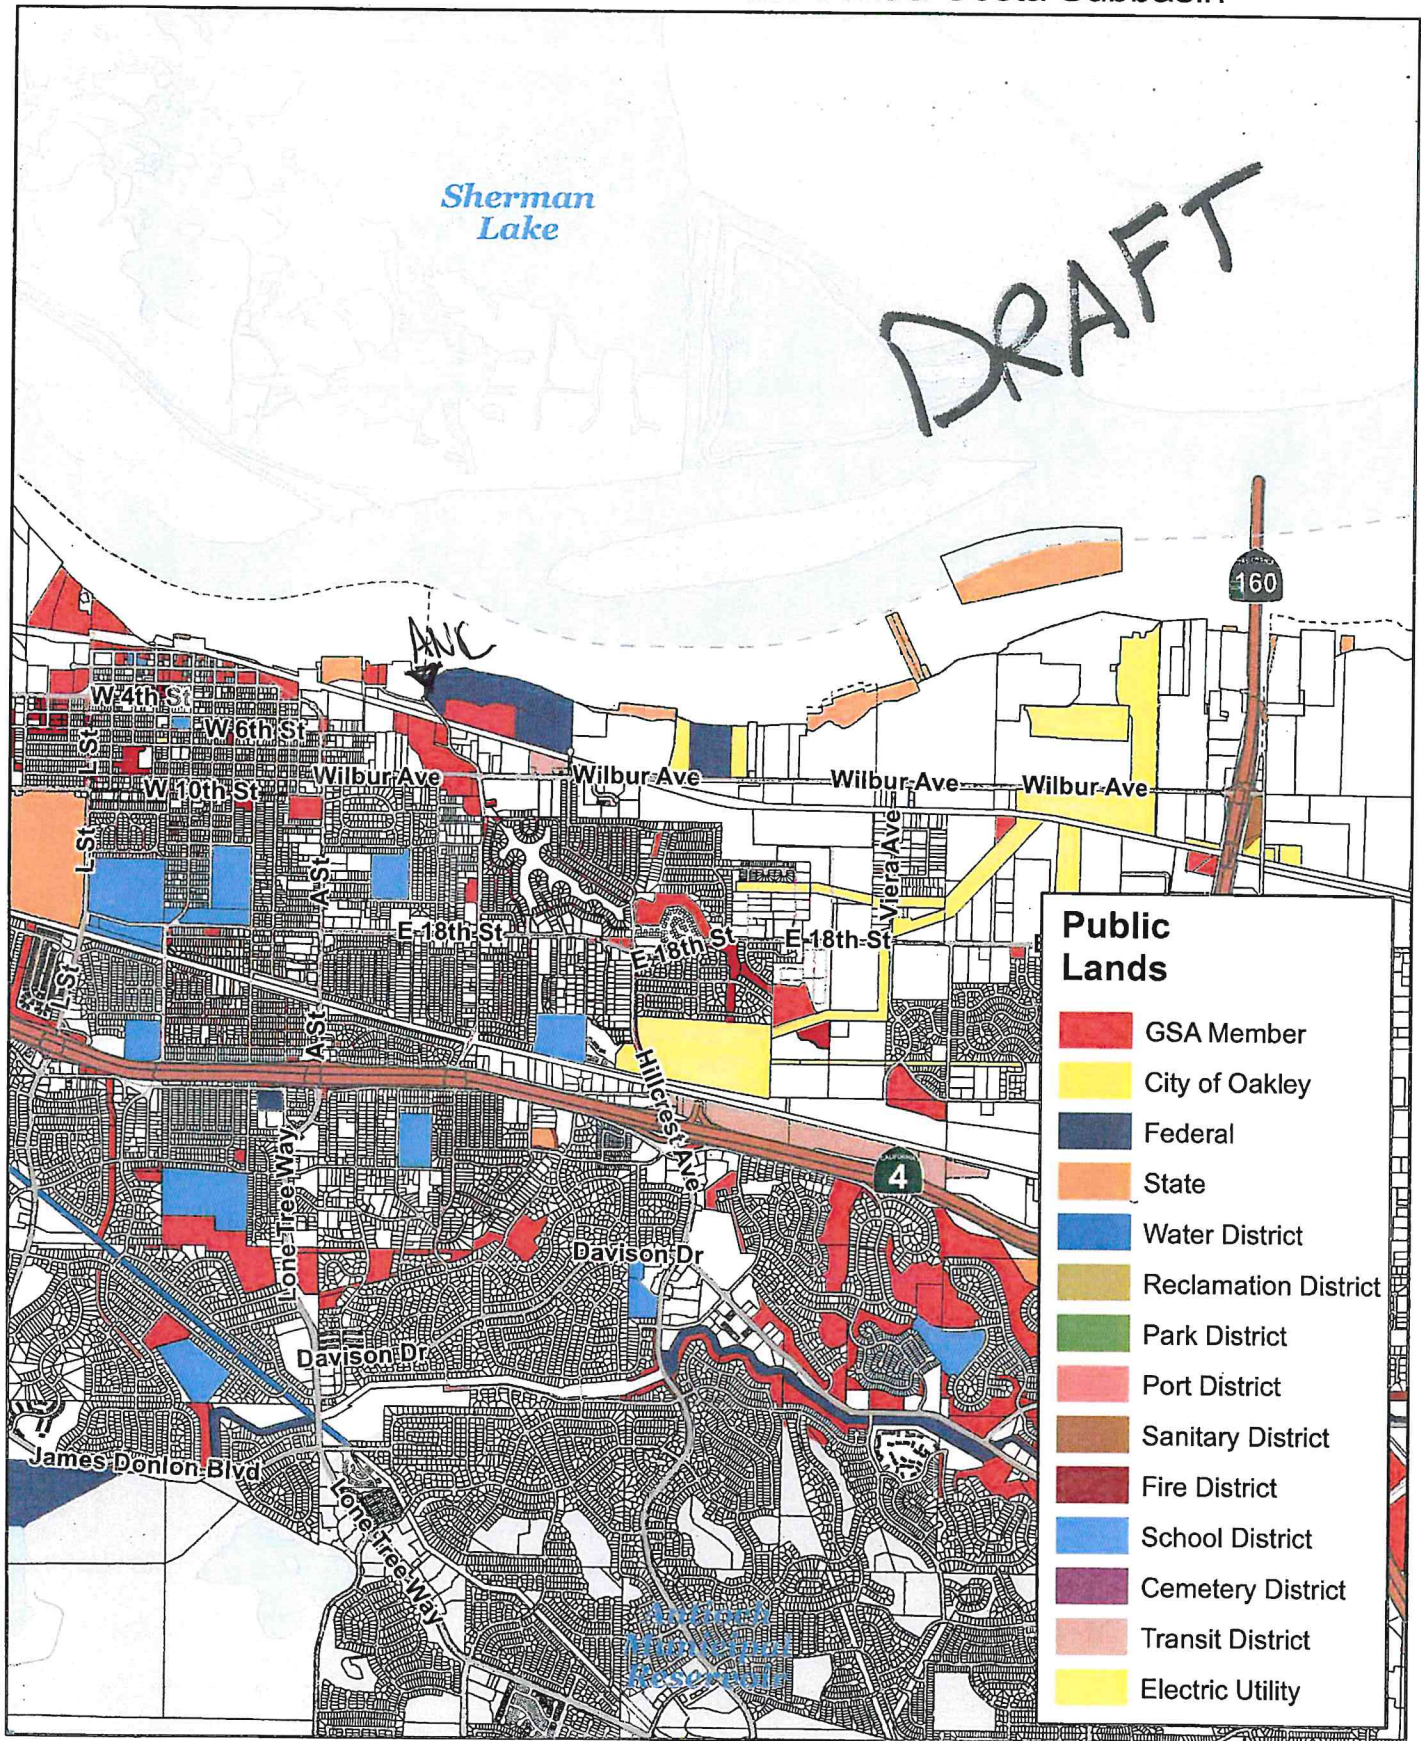 Sherman
Lake
DRAFT
160
ANC
W 4th St
W 6th St
L St
Wilbur Ave
Wilbur Ave
Wilbur Ave
Wilbur Ave
W 10th St
L St
A St
Viera Ave
E 18th St
E 18th St
E 18th St
L St
A St
Hillcrest Ave
4
Lone Tree Way
Davison Dr
Davison Dr
James Donlon Blvd
Lone Tree Way
Antioch
Municipal
Reservoir
Public
Lands
GSA Member
City of Oakley
Federal
State
Water District
Reclamation District
Park District
Port District
Sanitary District
Fire District
School District
Cemetery District
Transit District
Electric Utility